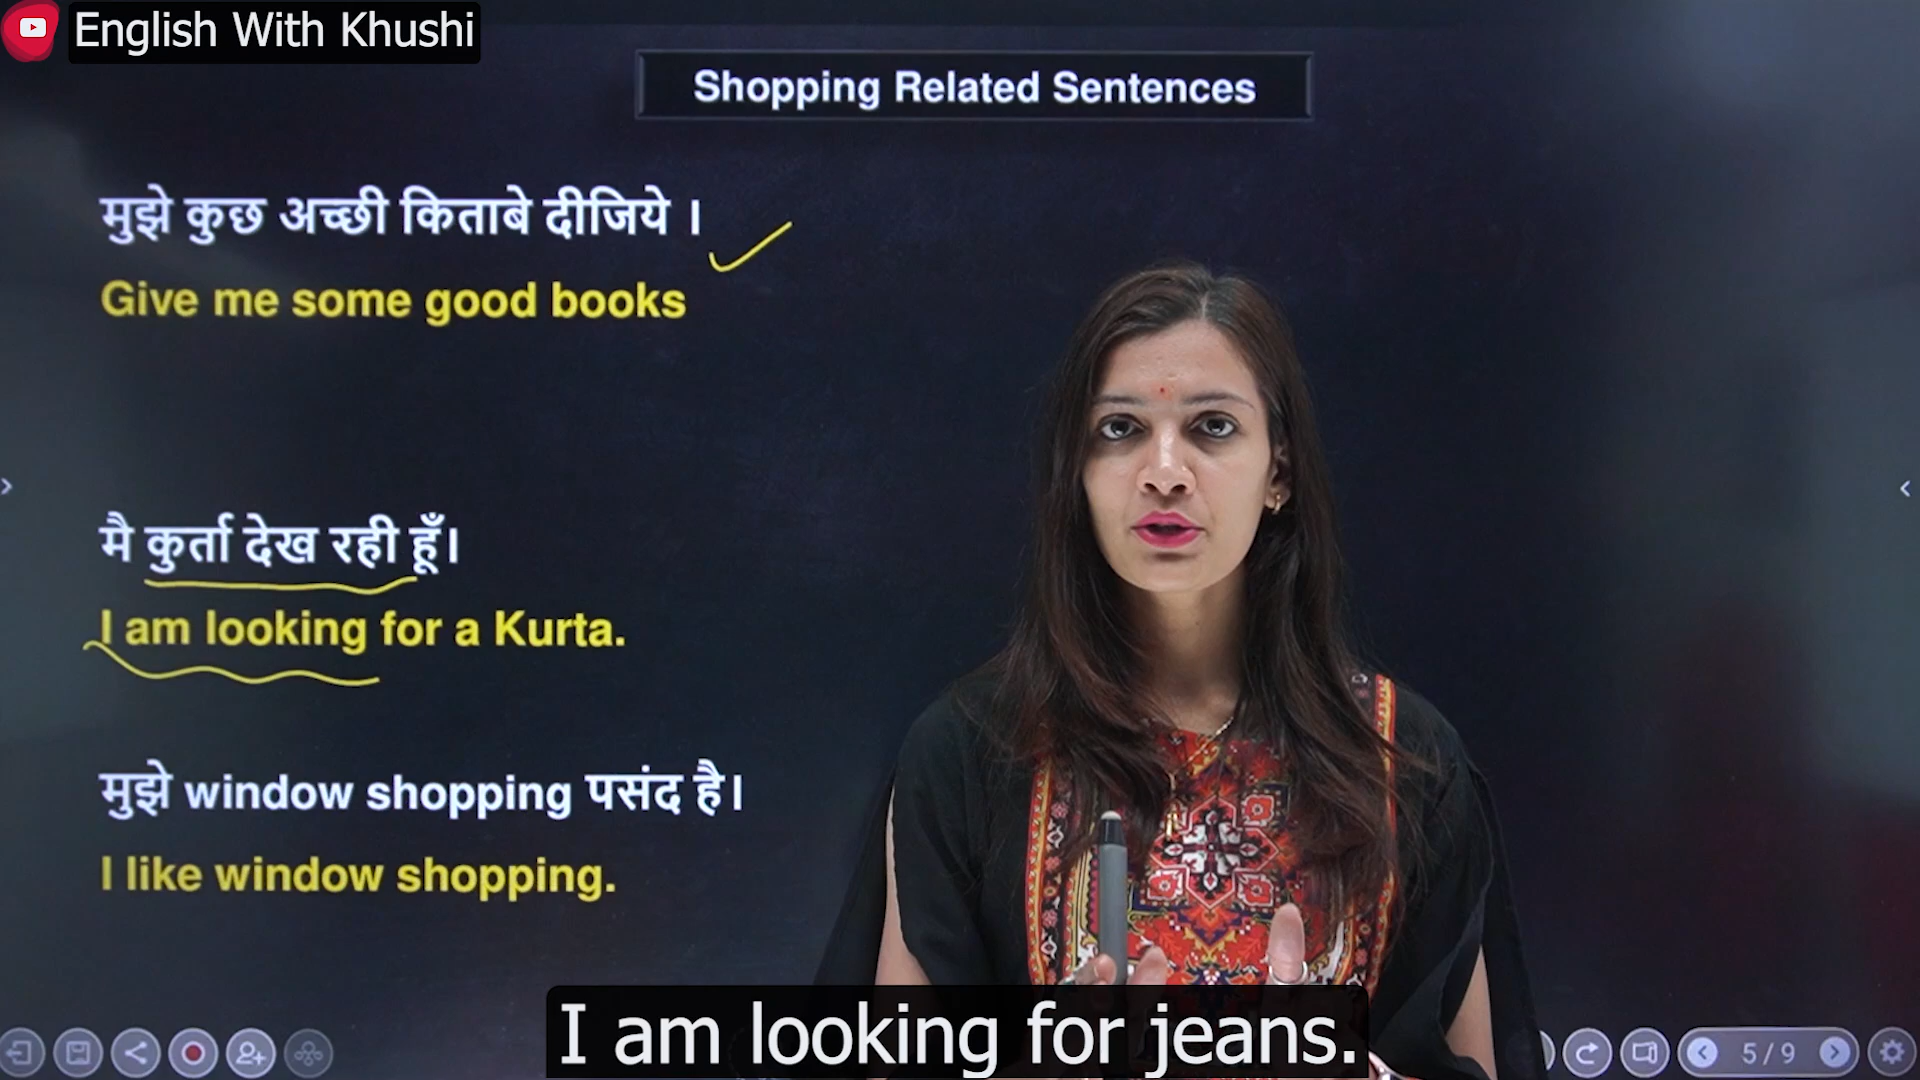 English With Khushi
Shopping Related Sentences
मुझे कुछ अच्छी किताबे दीजिये ।
Give me some good books
मै कुर्ता देख रही हूँ।
I am looking for a Kurta.
मुझे window shopping पसंद है।
I like window shopping.
I am looking for jeans.
5/9